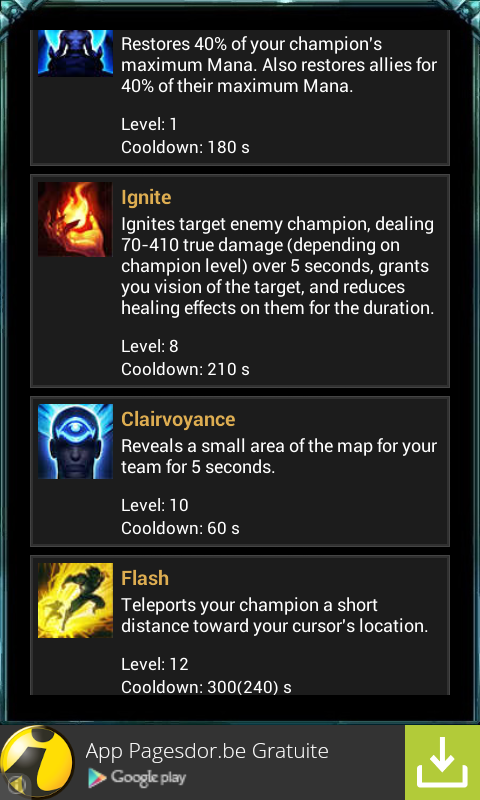 Restores 40% of your champion's
maximum Mana. Also restores allies for
40% of their maximum Mana.
Level: 1
Cooldown: 180 s
Ignite
Ignites target enemy champion, dealing
70-410 true damage (depending on
champion level) over 5 seconds, grants
you vision of the target, and reduces
healing effects on them for the duration.
Level: 8
Cooldown: 210 s
Clairvoyance
Reveals a small area of the map for your
team for 5 seconds.
Level: 10
Cooldown: 60 s
Flash
Teleports your champion a short
distance toward your cursor's location.
Level: 12
Cooldown: 300(240) s
App Pagesdor.be Gratuite
Google play